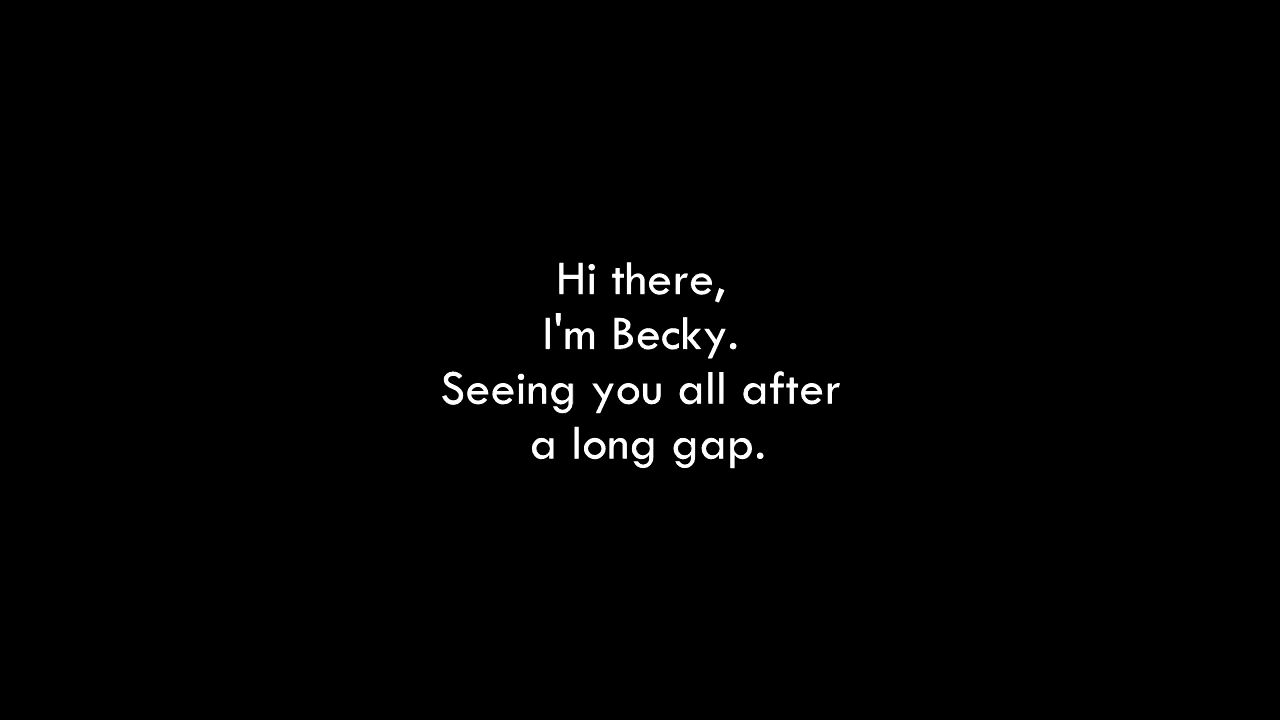 Hi there,
I'm Becky.
Seeing you all after
a long gap.